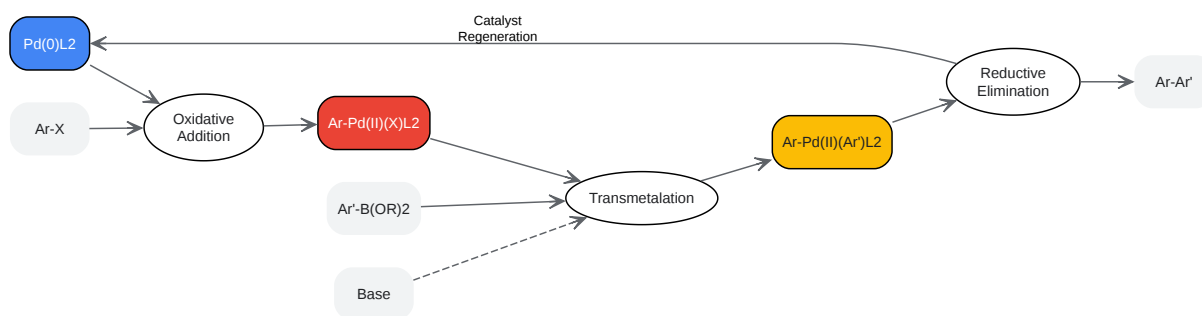 Catalyst
Regeneration
Pd(0)L2
Ar-X
Oxidative
Addition
Ar-Pd(II)(X)L2
Ar'-B(OR)2
Base
Transmetalation
Ar-Pd(II)(Ar')L2
Reductive
Elimination
Ar-Ar'